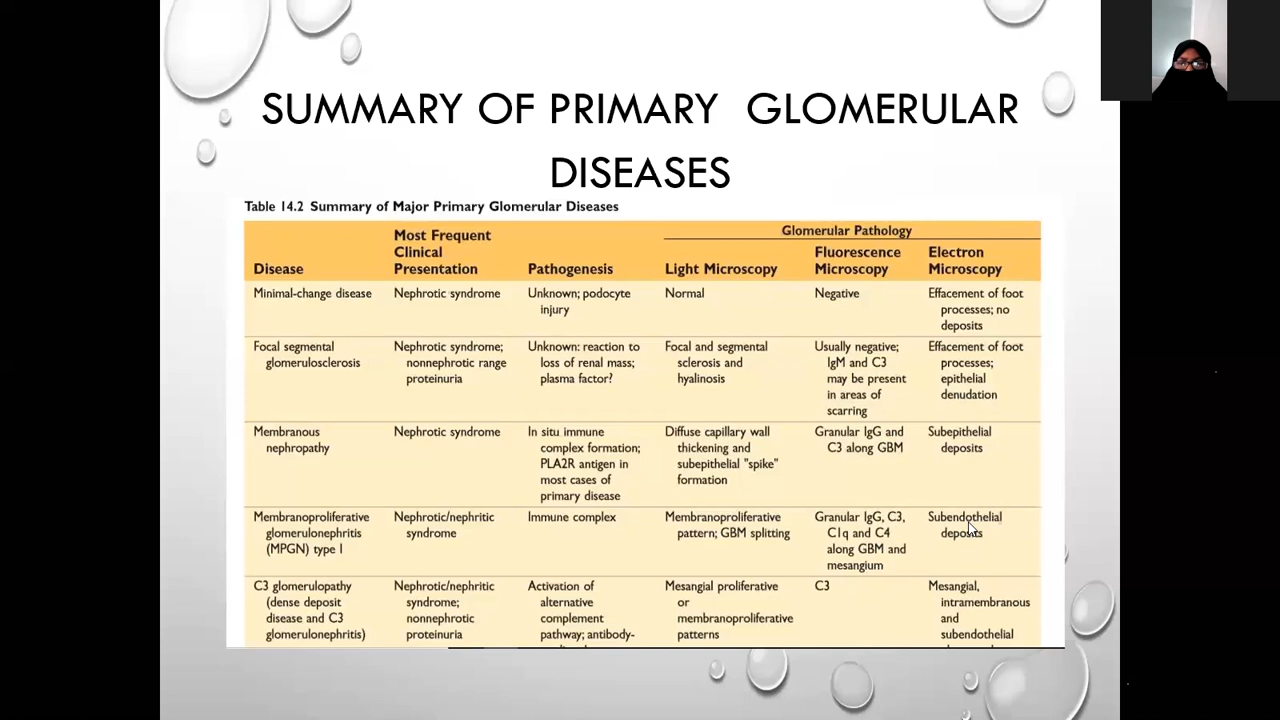 SUMMARY OF PRIMARY GLOMERULAR
DISEASES
Table 14.2 Summary of Major Primary Glomerular Diseases
Glomerular Pathology
Disease
Most Frequent
Clinical
Presentation
Pathogenesis
Light Microscopy
Fluorescence
Microscopy
Electron
Microscopy
Minimal-change disease
Nephrotic syndrome
Unknown; podocyte
injury
Normal
Negative
Effacement of foot
processes; no
deposits
Focal segmental
glomerulosclerosis
Nephrotic syndrome;
nonnephrotic range
proteinuria
Unknown: reaction to
loss of renal mass;
plasma factor?
Focal and segmental
sclerosis and
hyalinosis
Usually negative;
IgM and C3
may be present
in areas of
scarring
Effacement of foot
processes;
epithelial
denudation
Membranous
nephropathy
Nephrotic syndrome
In situ immune
complex formation;
PLA2R antigen in
most cases of
primary disease
Diffuse capillary wall
thickening and
subepithelial "spike"
formation
Granular IgG and
C3 along GBM
Subepithelial
deposits
Membranoproliferative
glomerulonephritis
(MPGN) type I
Nephrotic/nephritic
syndrome
Immune complex
Membranoproliferative
pattern; GBM splitting
Granular IgG, C3,
C1q and C4
along GBM and
mesangium
Subendothelial
deposits
C3 glomerulopathy
(dense deposit
disease and C3
glomerulonephritis)
Nephrotic/nephritic
syndrome;
nonnephrotic
proteinuria
Activation of
alternative
complement
pathway; antibody-
Mesangial proliferative
or
membranoproliferative
patterns
C3
Mesangial,
intramembranous
and
subendothelial